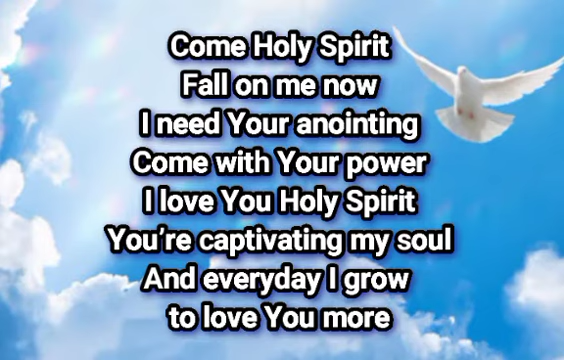 Come Holy Spirit
Fall on me now
I need Your anointing
Come with Your power
I love You Holy Spirit
You’re captivating my soul
And everyday I grow
to love You more